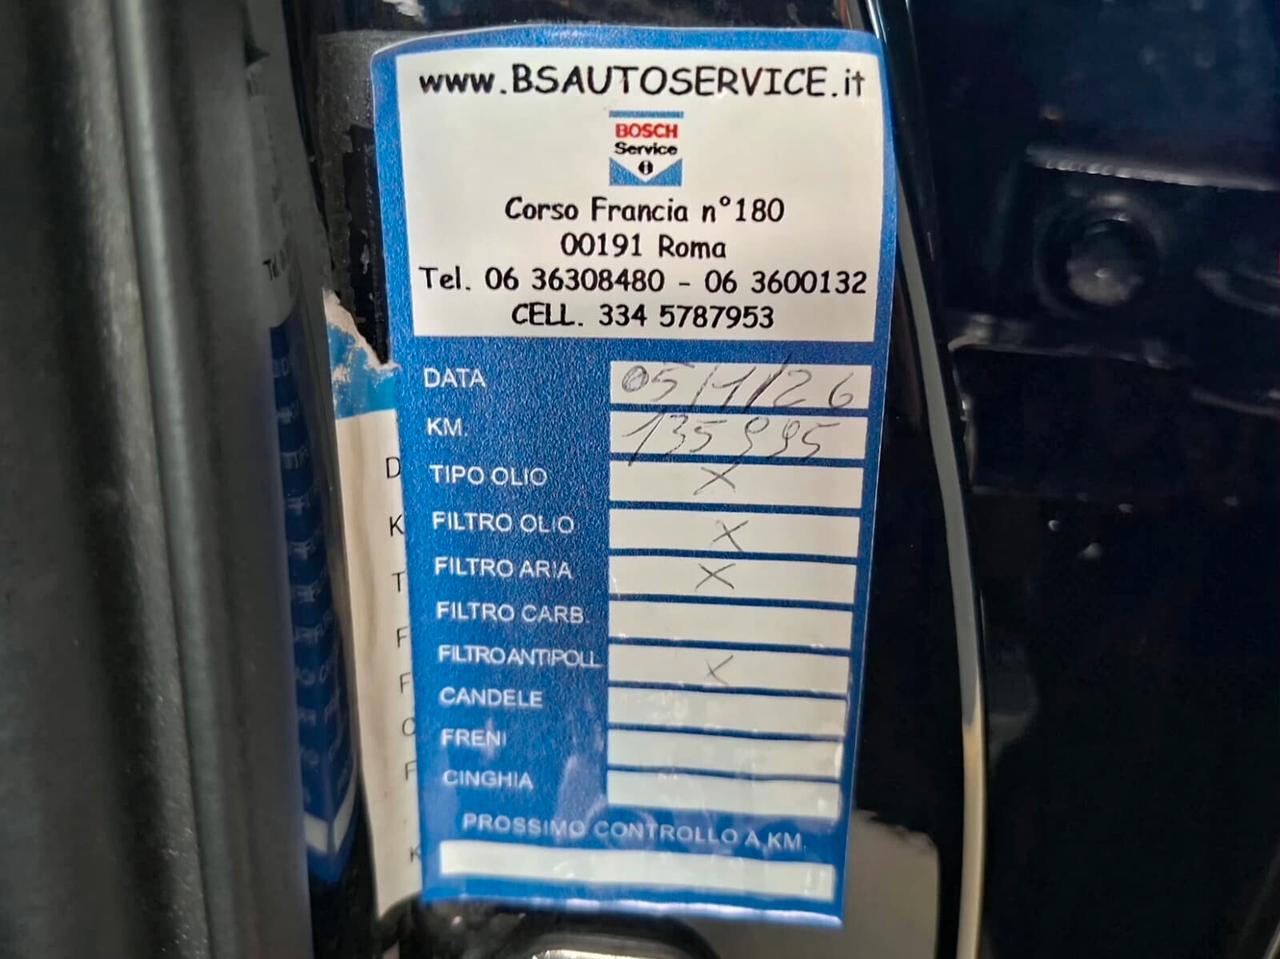 www.BSAUTOSERVICE.it
BOSCH
Service
Corso Francia n°180
00191 Roma
Tel. 06 36308480 - 06 3600132
CELL. 334 5787953
DATA 05/1/26
KM. 135995
TIPO OLIO X
FILTRO OLIO X
FILTRO ARIA X
FILTRO CARB.
FILTRO ANTIPOLL. X
CANDELE
FRENI
CINGHIA
PROSSIMO CONTROLLO A KM.
D
K
T
F
F
C
F
K